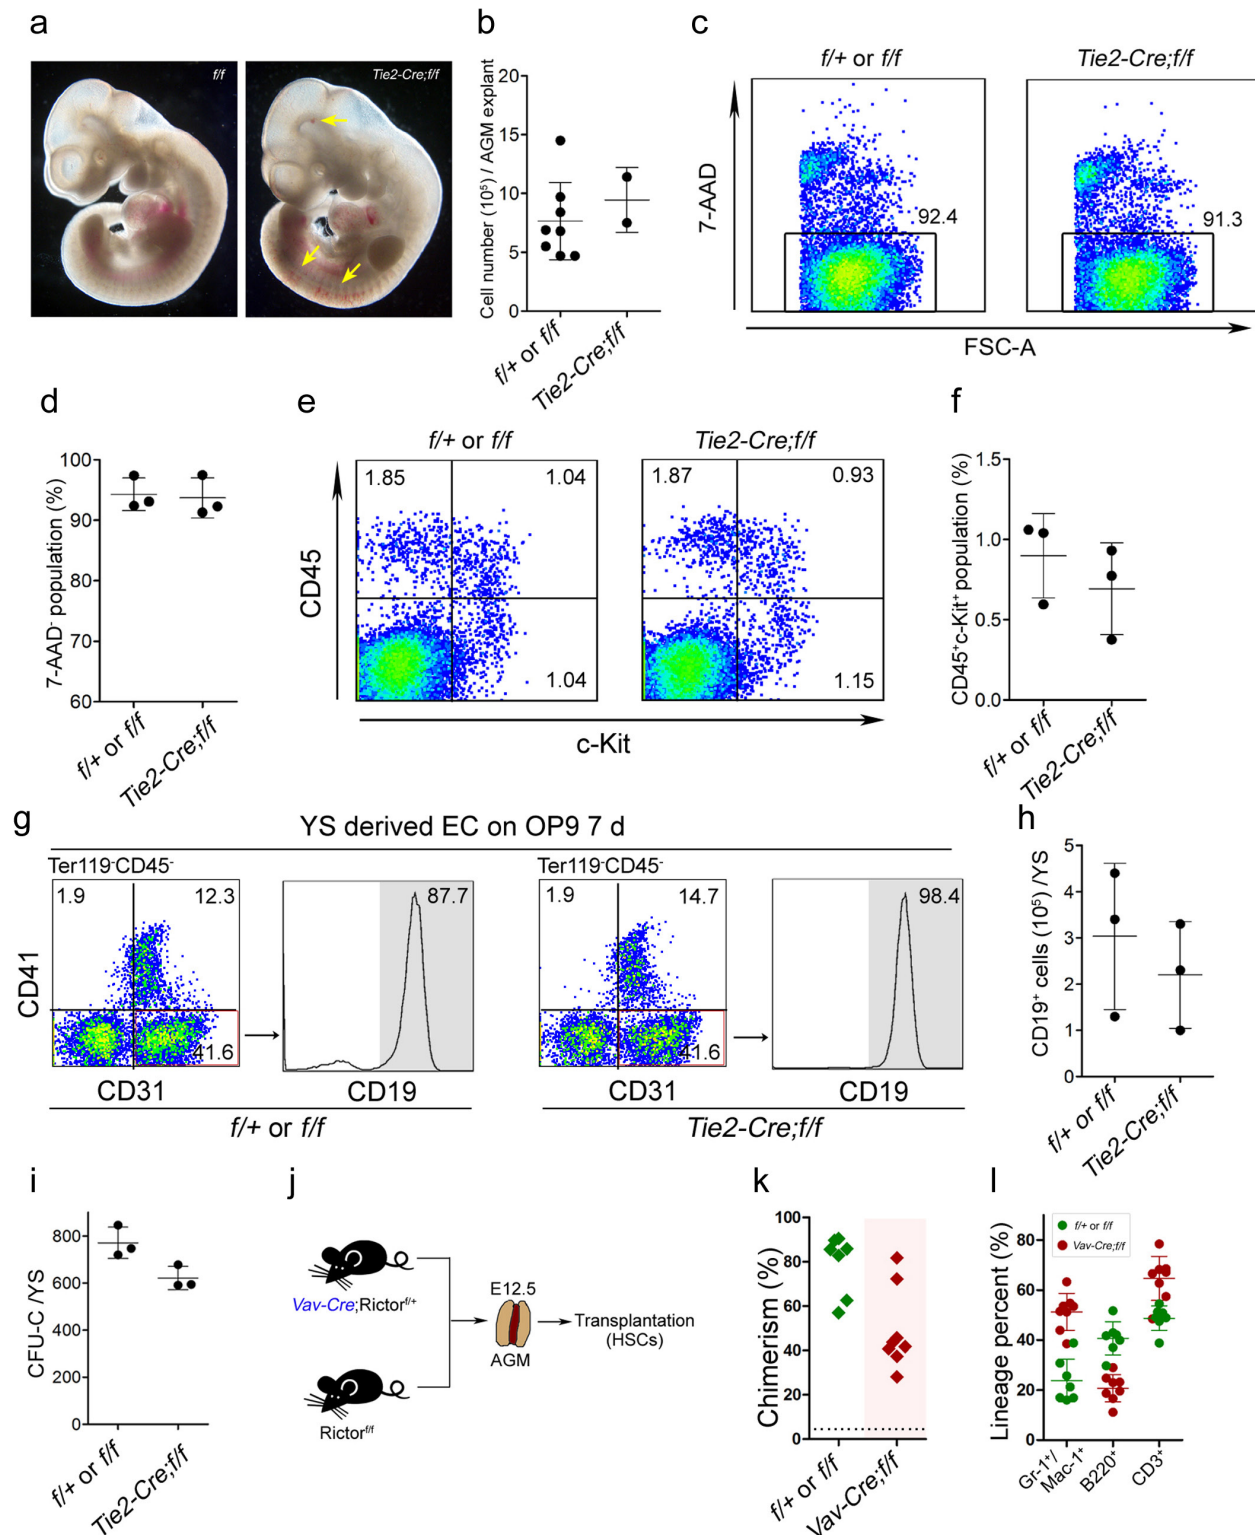 a
f/f
Tie2-Cre;f/f
b
Cell number (10⁵) / AGM explant
20
15
10
5
0
f/+ or f/f
Tie2-Cre;f/f
c
f/+ or f/f
Tie2-Cre;f/f
7-AAD
92.4
91.3
FSC-A
d
7-AAD⁻ population (%)
100
90
80
70
60
f/+ or f/f
Tie2-Cre;f/f
e
f/+ or f/f
Tie2-Cre;f/f
CD45
1.85
1.04
1.04
1.87
0.93
1.15
c-Kit
f
CD45⁺c-Kit⁺ population (%)
1.5
1.0
0.5
0.0
f/+ or f/f
Tie2-Cre;f/f
g
YS derived EC on OP9 7 d
Ter119⁻CD45⁻
Ter119⁻CD45⁻
CD41
1.9
12.3
41.6
87.7
1.9
14.7
41.6
98.4
CD31
CD19
CD31
CD19
f/+ or f/f
Tie2-Cre;f/f
h
CD19⁺ cells (10⁵) /YS
5
4
3
2
1
0
f/+ or f/f
Tie2-Cre;f/f
i
CFU-C /YS
800
600
400
200
0
f/+ or f/f
Tie2-Cre;f/f
j
Vav-Cre;Rictorf/+
Rictorf/f
E12.5
AGM
Transplantation
(HSCs)
k
Chimerism (%)
100
80
60
40
20
0
f/+ or f/f
Vav-Cre;f/f
l
Lineage percent (%)
80
60
40
20
0
f/+ or f/f
Vav-Cre;f/f
Gr-1⁺/
Mac-1⁺
B220⁺
CD3⁺